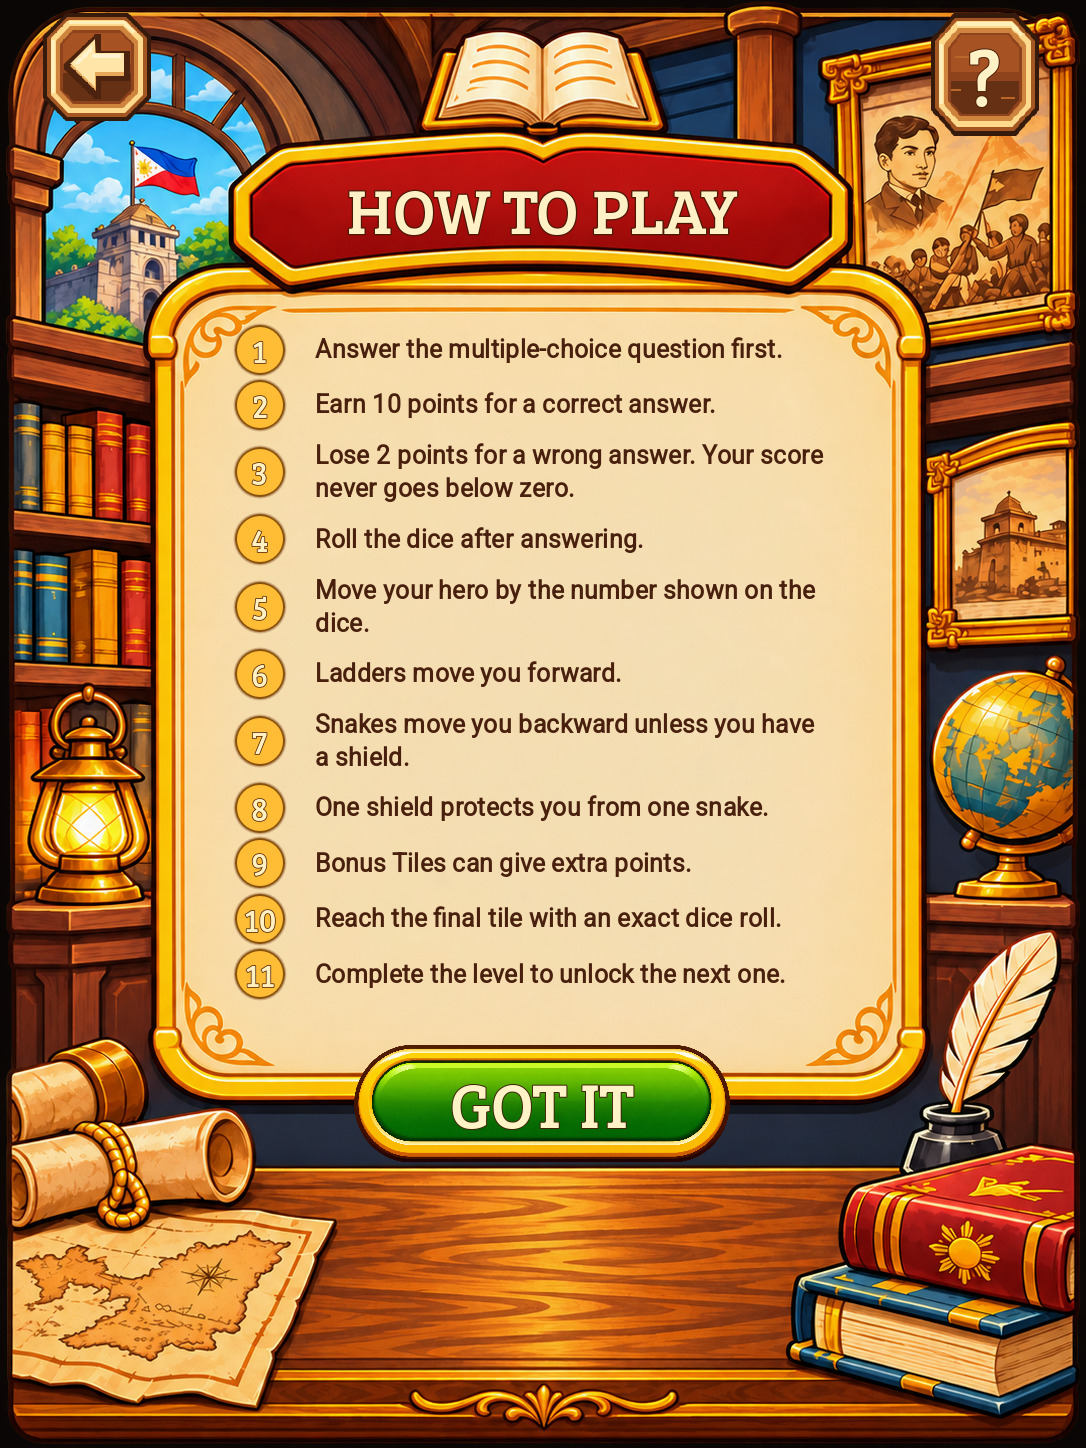 ?
HOW TO PLAY
1 Answer the multiple-choice question first.
2 Earn 10 points for a correct answer.
3 Lose 2 points for a wrong answer. Your score
never goes below zero.
4 Roll the dice after answering.
5 Move your hero by the number shown on the
dice.
6 Ladders move you forward.
7 Snakes move you backward unless you have
a shield.
8 One shield protects you from one snake.
9 Bonus Tiles can give extra points.
10 Reach the final tile with an exact dice roll.
11 Complete the level to unlock the next one.
GOT IT